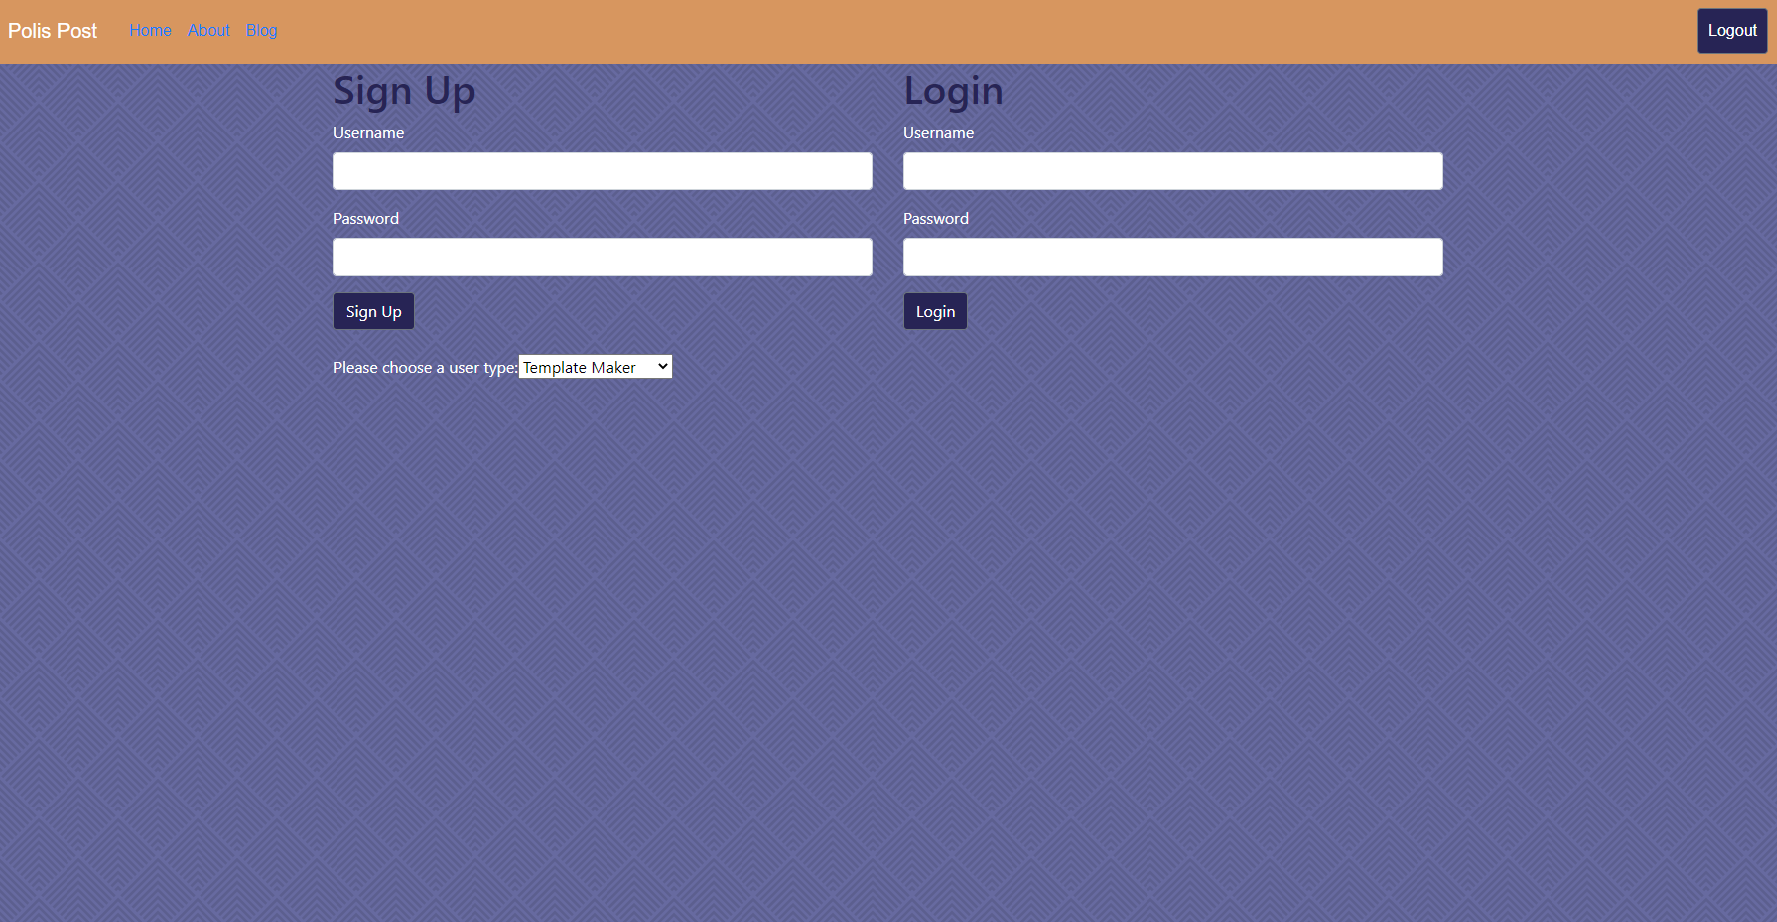 Polis Post Home About Blog Logout
Sign Up
Username
Password
Sign Up
Please choose a user type: Template Maker
Login
Username
Password
Login